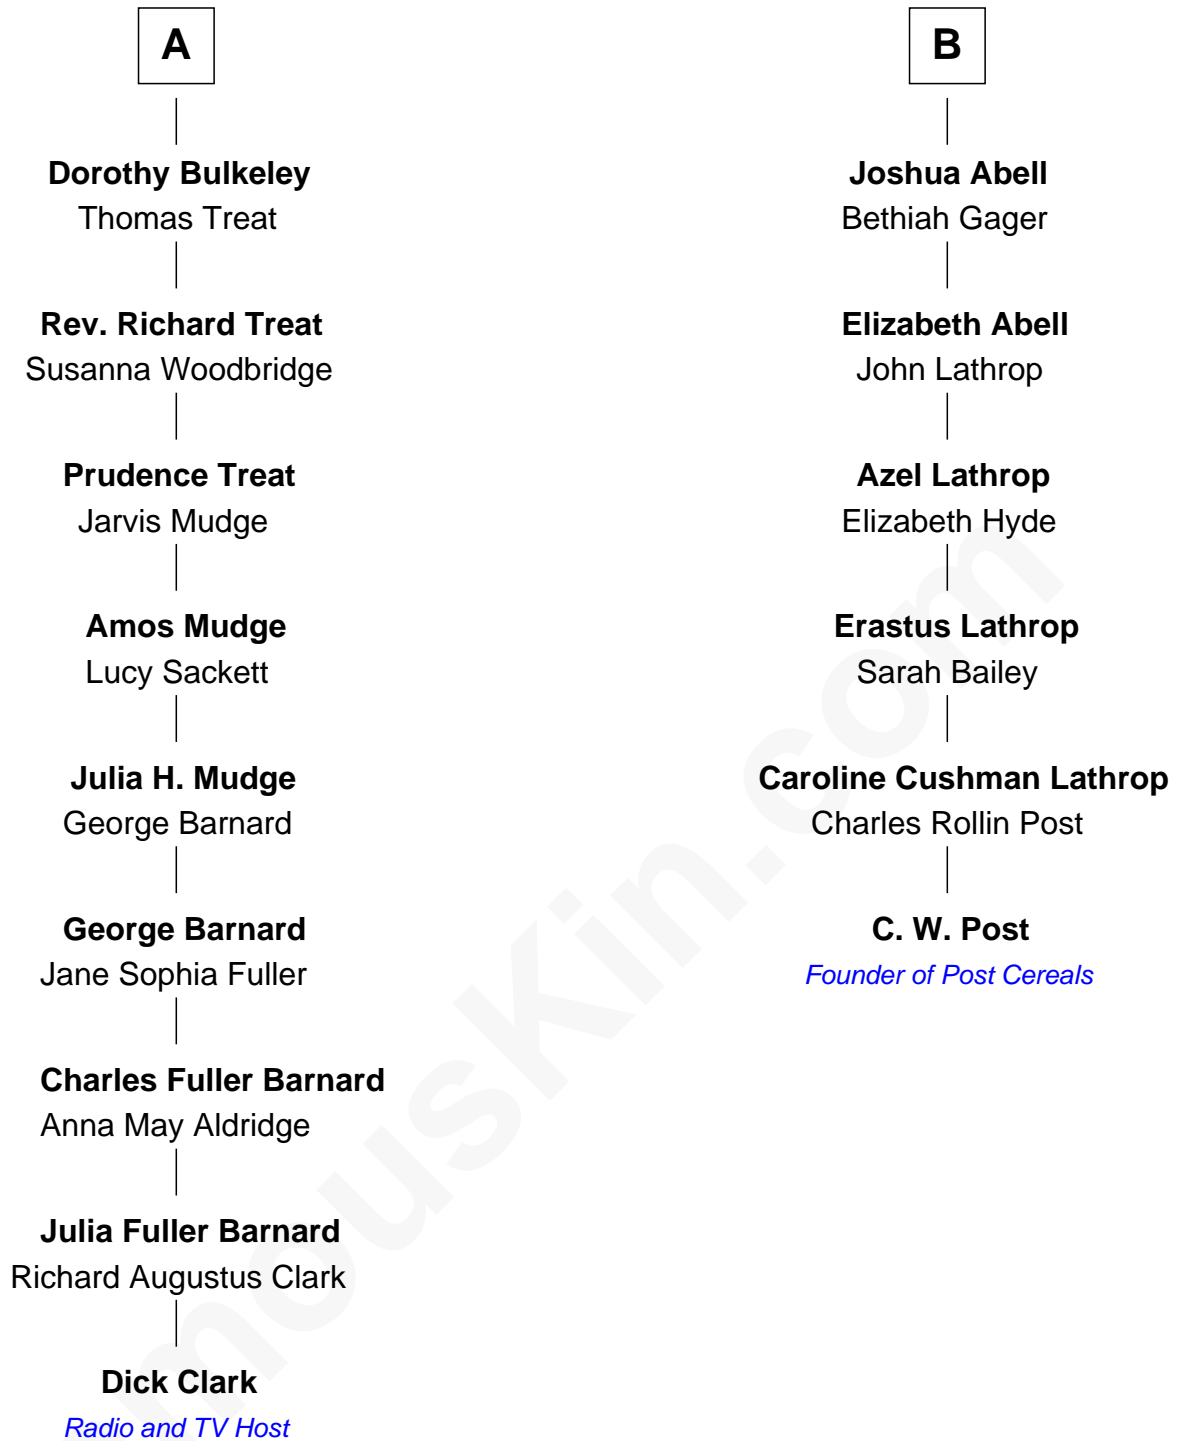 A
Dorothy Bulkeley
Thomas Treat
Rev. Richard Treat
Susanna Woodbridge
Prudence Treat
Jarvis Mudge
Amos Mudge
Lucy Sackett
Julia H. Mudge
George Barnard
George Barnard
Jane Sophia Fuller
Charles Fuller Barnard
Anna May Aldridge
Julia Fuller Barnard
Richard Augustus Clark
Dick Clark
Radio and TV Host
B
Joshua Abell
Bethiah Gager
Elizabeth Abell
John Lathrop
Azel Lathrop
Elizabeth Hyde
Erastus Lathrop
Sarah Bailey
Caroline Cushman Lathrop
Charles Rollin Post
C. W. Post
Founder of Post Cereals
mousKin.com